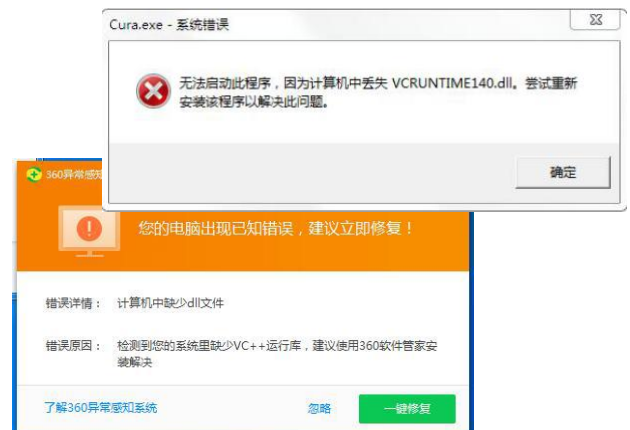 Cura.exe - 系统错误
无法启动此程序，因为计算机中丢失 VCRUNTIME140.dll。尝试重新
安装该程序以解决此问题。
确定
360异常感知
您的电脑出现已知错误，建议立即修复！
错误详情： 计算机中缺少dll文件
错误原因： 检测到您的系统里缺少VC++运行库，建议使用360软件管家安
装解决
了解360异常感知系统 忽略 一键修复